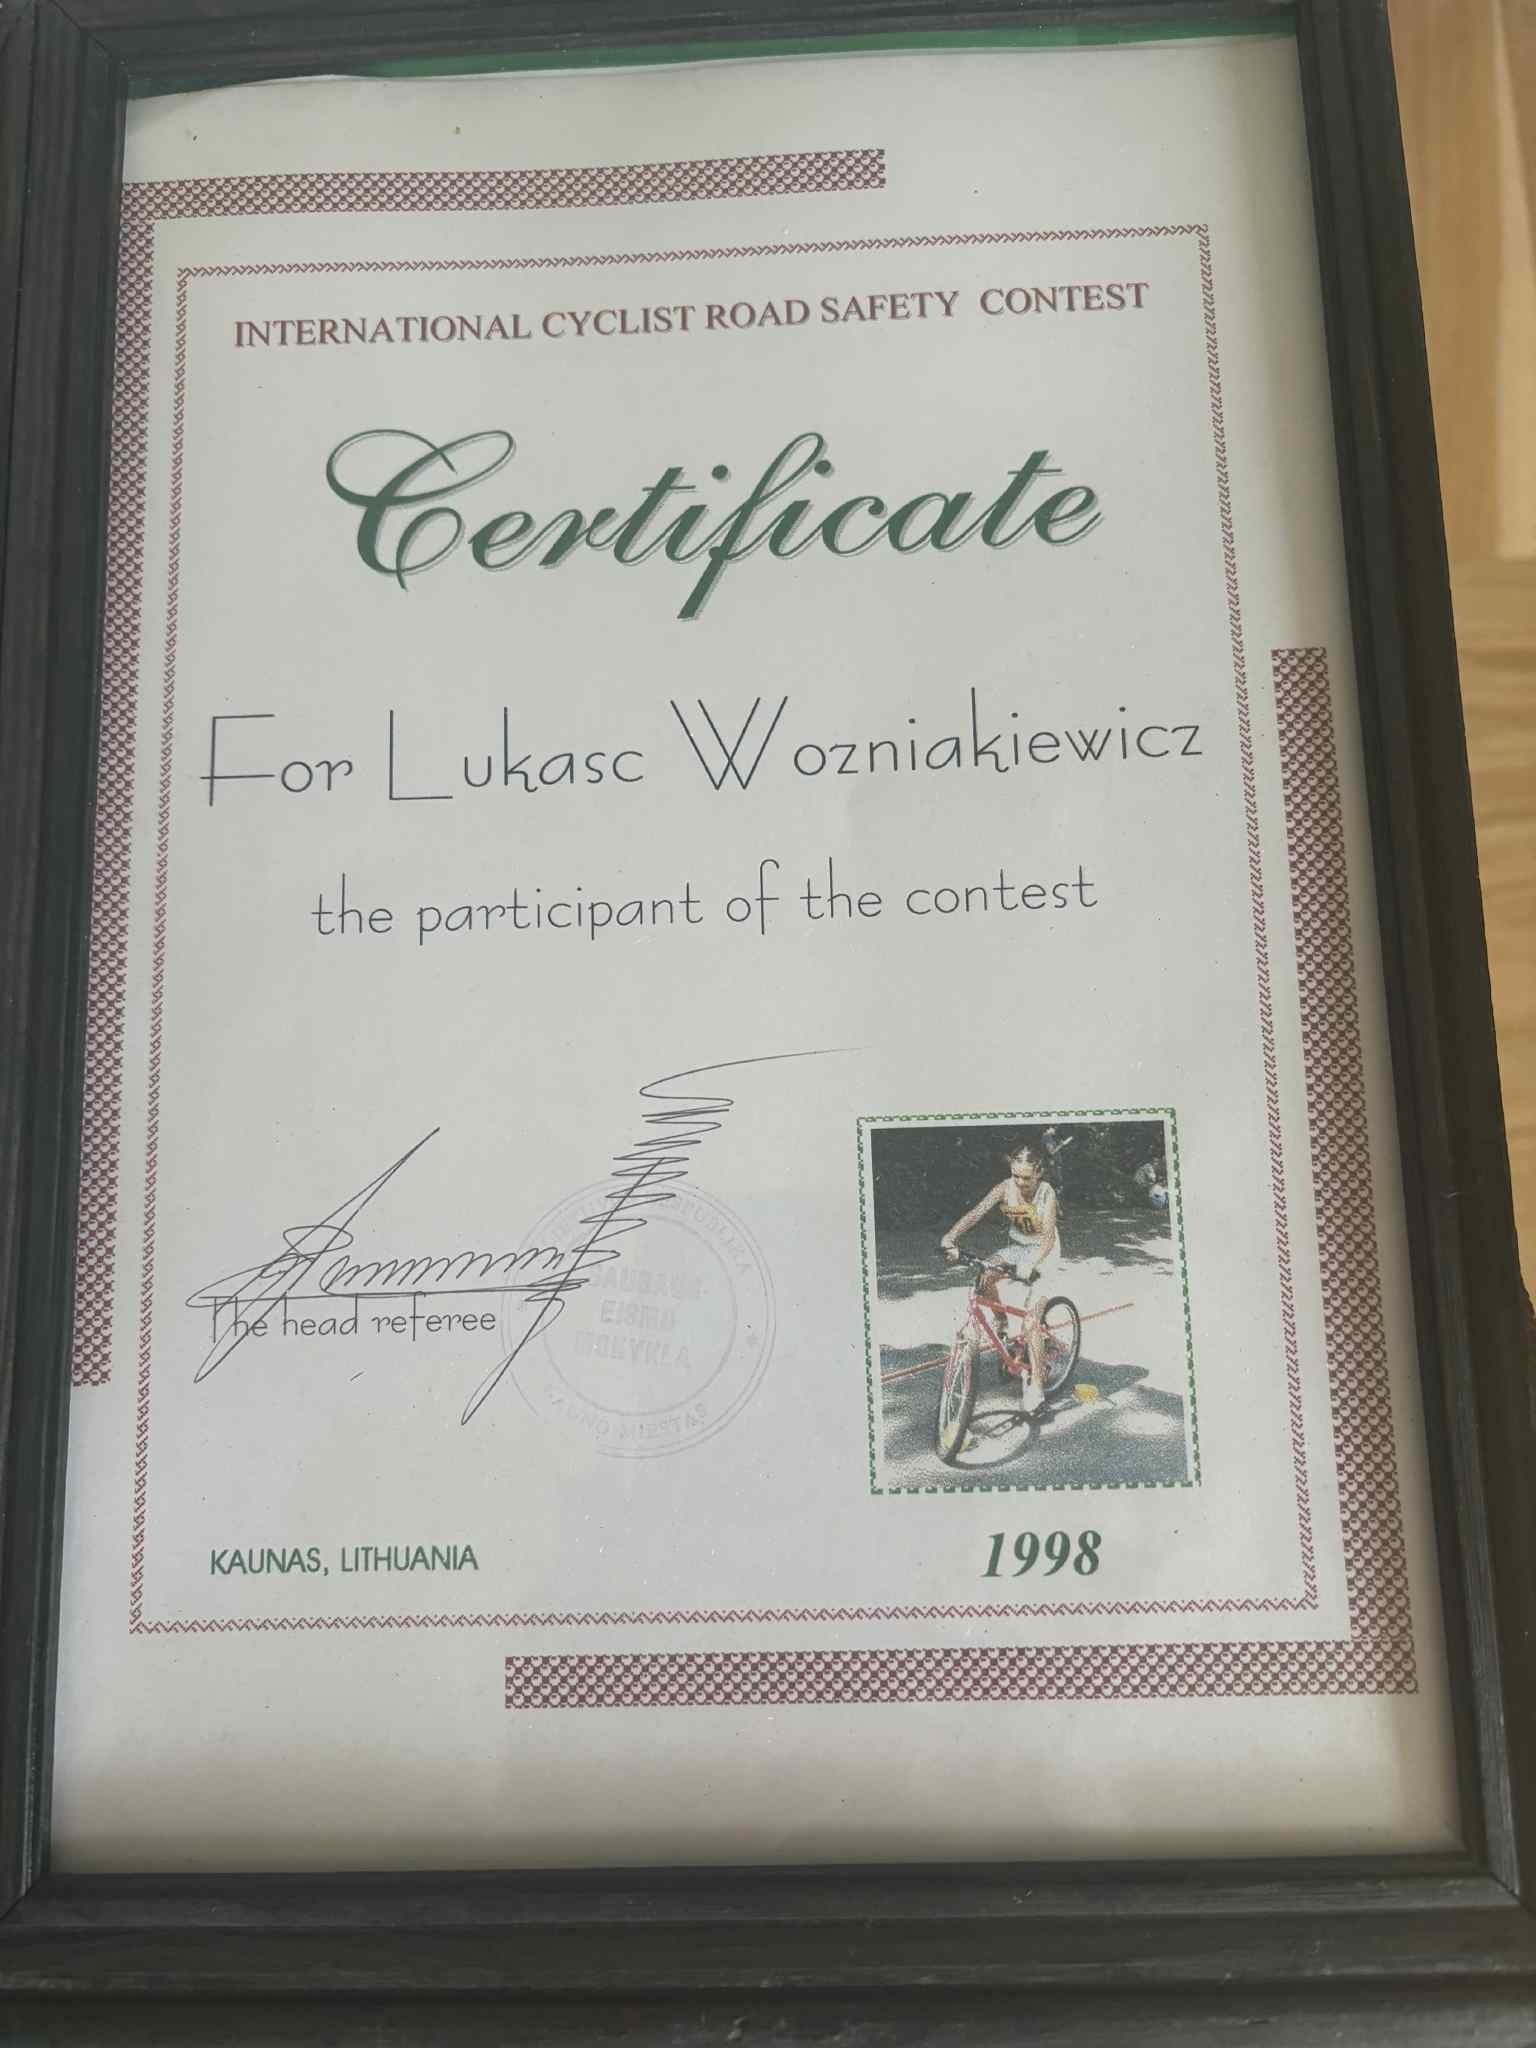 INTERNATIONAL CYCLIST ROAD SAFETY CONTEST
Certificate
For Lukasc Wozniakiewicz
the participant of the contest
The head referee
KAUNAS, LITHUANIA
1998